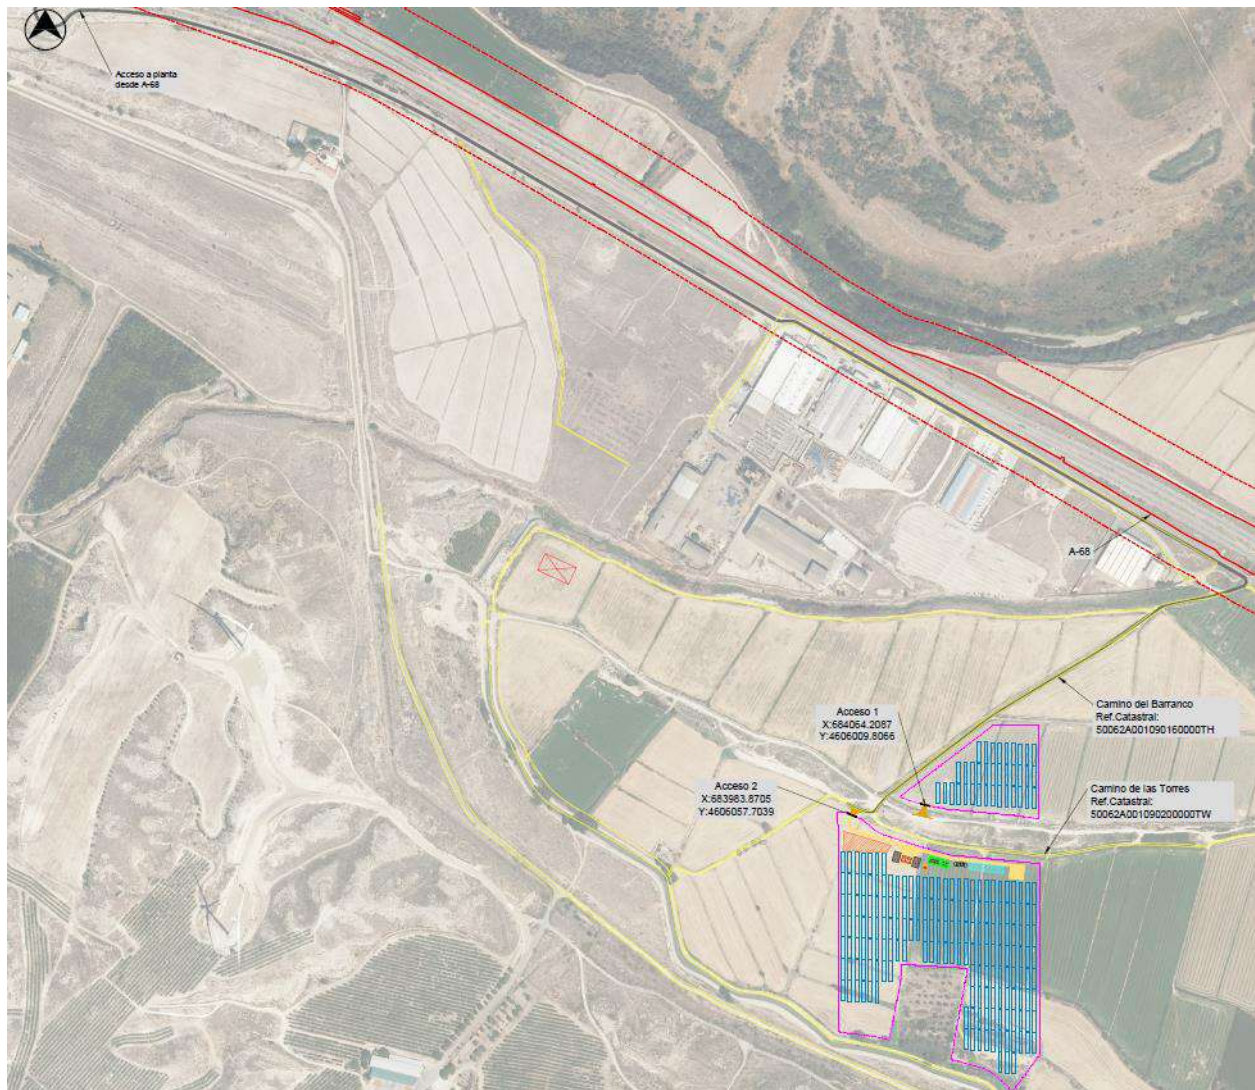 Acceso a planta
desde A-68
A-68
Camino del Barranco
Ref.Catastral:
50062A001090160000TH
Acceso 1
X:684064.2087
Y:4606009.8066
Acceso 2
X:683983.8705
Y:4606057.7039
Camino de las Torres
Ref.Catastral:
50062A001090200000TW